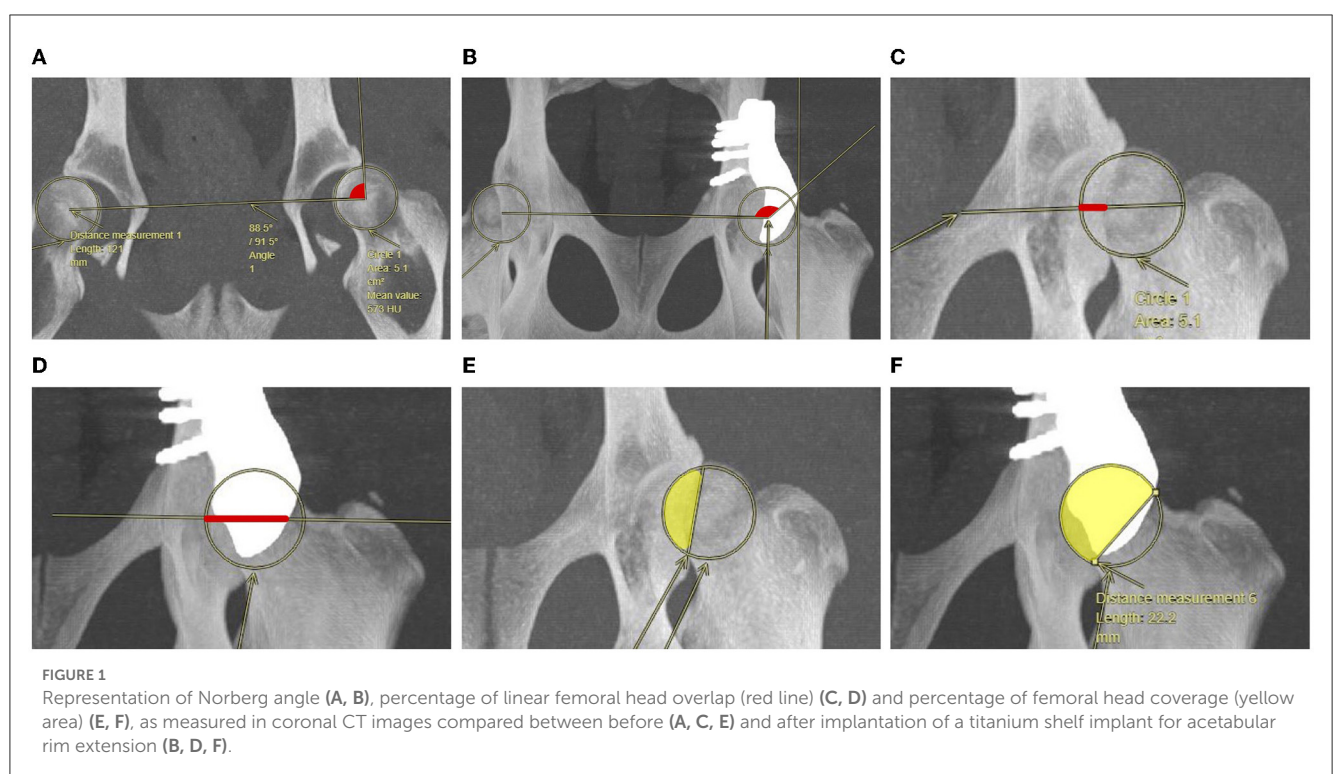 A
B
C
Distance measurement 1
Length: 121
mm
88.5°
/ 91.5°
Angle
1
Circle 1
Area: 5.1
cm²
Mean value:
573 HU
Circle 1
Area: 5.1
D
E
F
Distance measurement 6
Length: 22.2
mm
FIGURE 1
Representation of Norberg angle (A, B), percentage of linear femoral head overlap (red line) (C, D) and percentage of femoral head coverage (yellow
area) (E, F), as measured in coronal CT images compared between before (A, C, E) and after implantation of a titanium shelf implant for acetabular
rim extension (B, D, F).